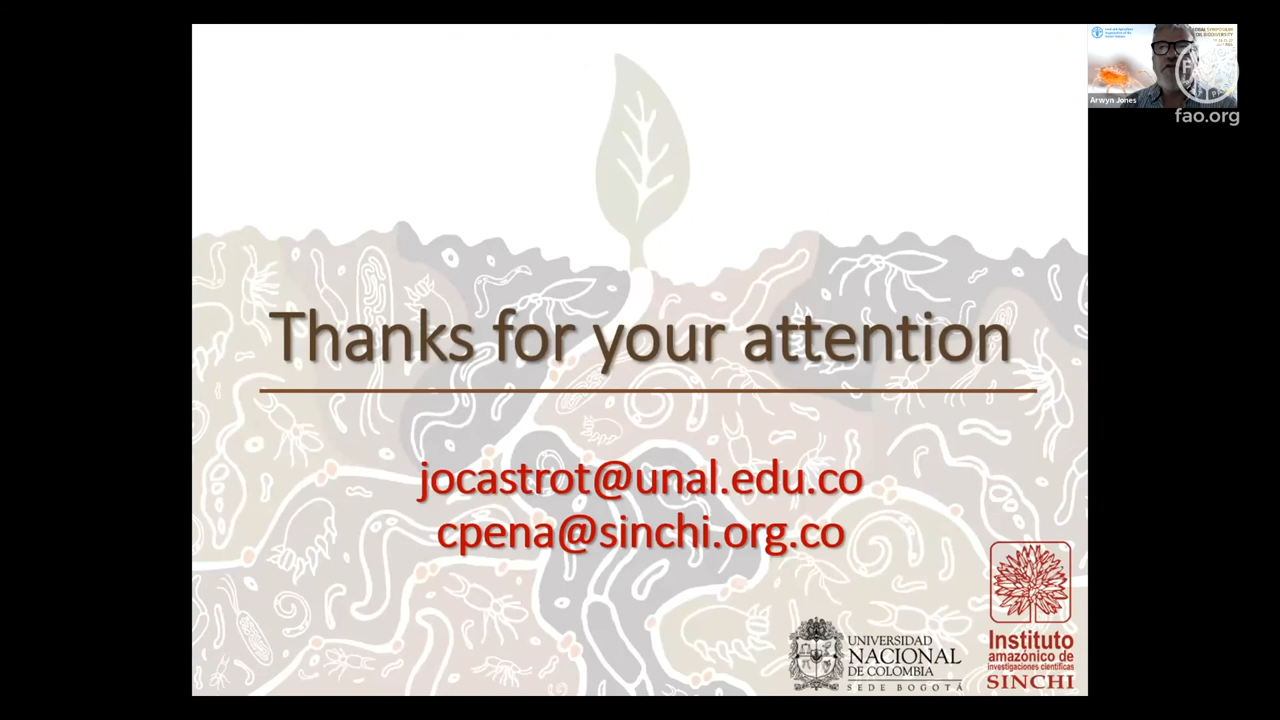 Thanks for your attention
jocastrot@unal.edu.co
cpena@sinchi.org.co
UNIVERSIDAD
NACIONAL
DE COLOMBIA
SEDE BOGOTÁ
Instituto
amazónico de
investigaciones científicas
SINCHI
Arwyn Jones
fao.org